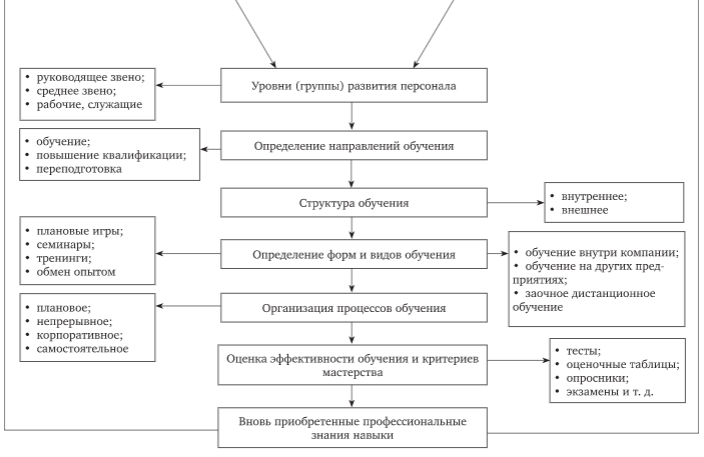 • руководящее звено;
• среднее звено;
• рабочие, служащие
Уровни (группы) развития персонала
• обучение;
• повышение квалификации;
• переподготовка
Определение направлений обучения
Структура обучения
• внутреннее;
• внешнее
• плановые игры;
• семинары;
• тренинги;
• обмен опытом
Определение форм и видов обучения
• обучение внутри компании;
• обучение на других пред-
приятиях;
• заочное дистанционное
обучение
• плановое;
• непрерывное;
• корпоративное;
• самостоятельное
Организация процессов обучения
Оценка эффективности обучения и критериев
мастерства
• тесты;
• оценочные таблицы;
• опросники;
• экзамены и т. д.
Вновь приобретенные профессиональные
знания навыки